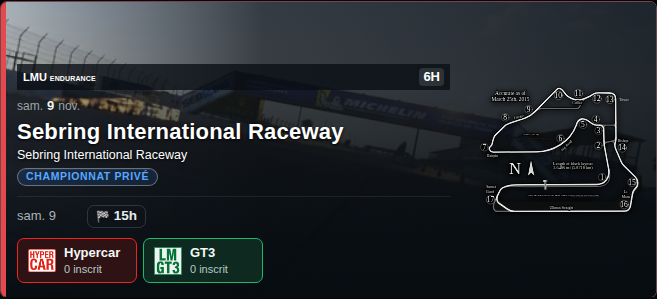 LMU ENDURANCE
6H
sam. 9 nov.
MICHELIN
Sebring International Raceway
Sebring International Raceway
CHAMPIONNAT PRIVÉ
sam. 9
15h
HYPER
CAR
Hypercar
0 inscrit
LM
GT3
GT3
0 inscrit
Accurate as of
March 25th, 2015
10
11
12
13
9
8
5
4
3
6
2
7
14
N
1
15
16
17